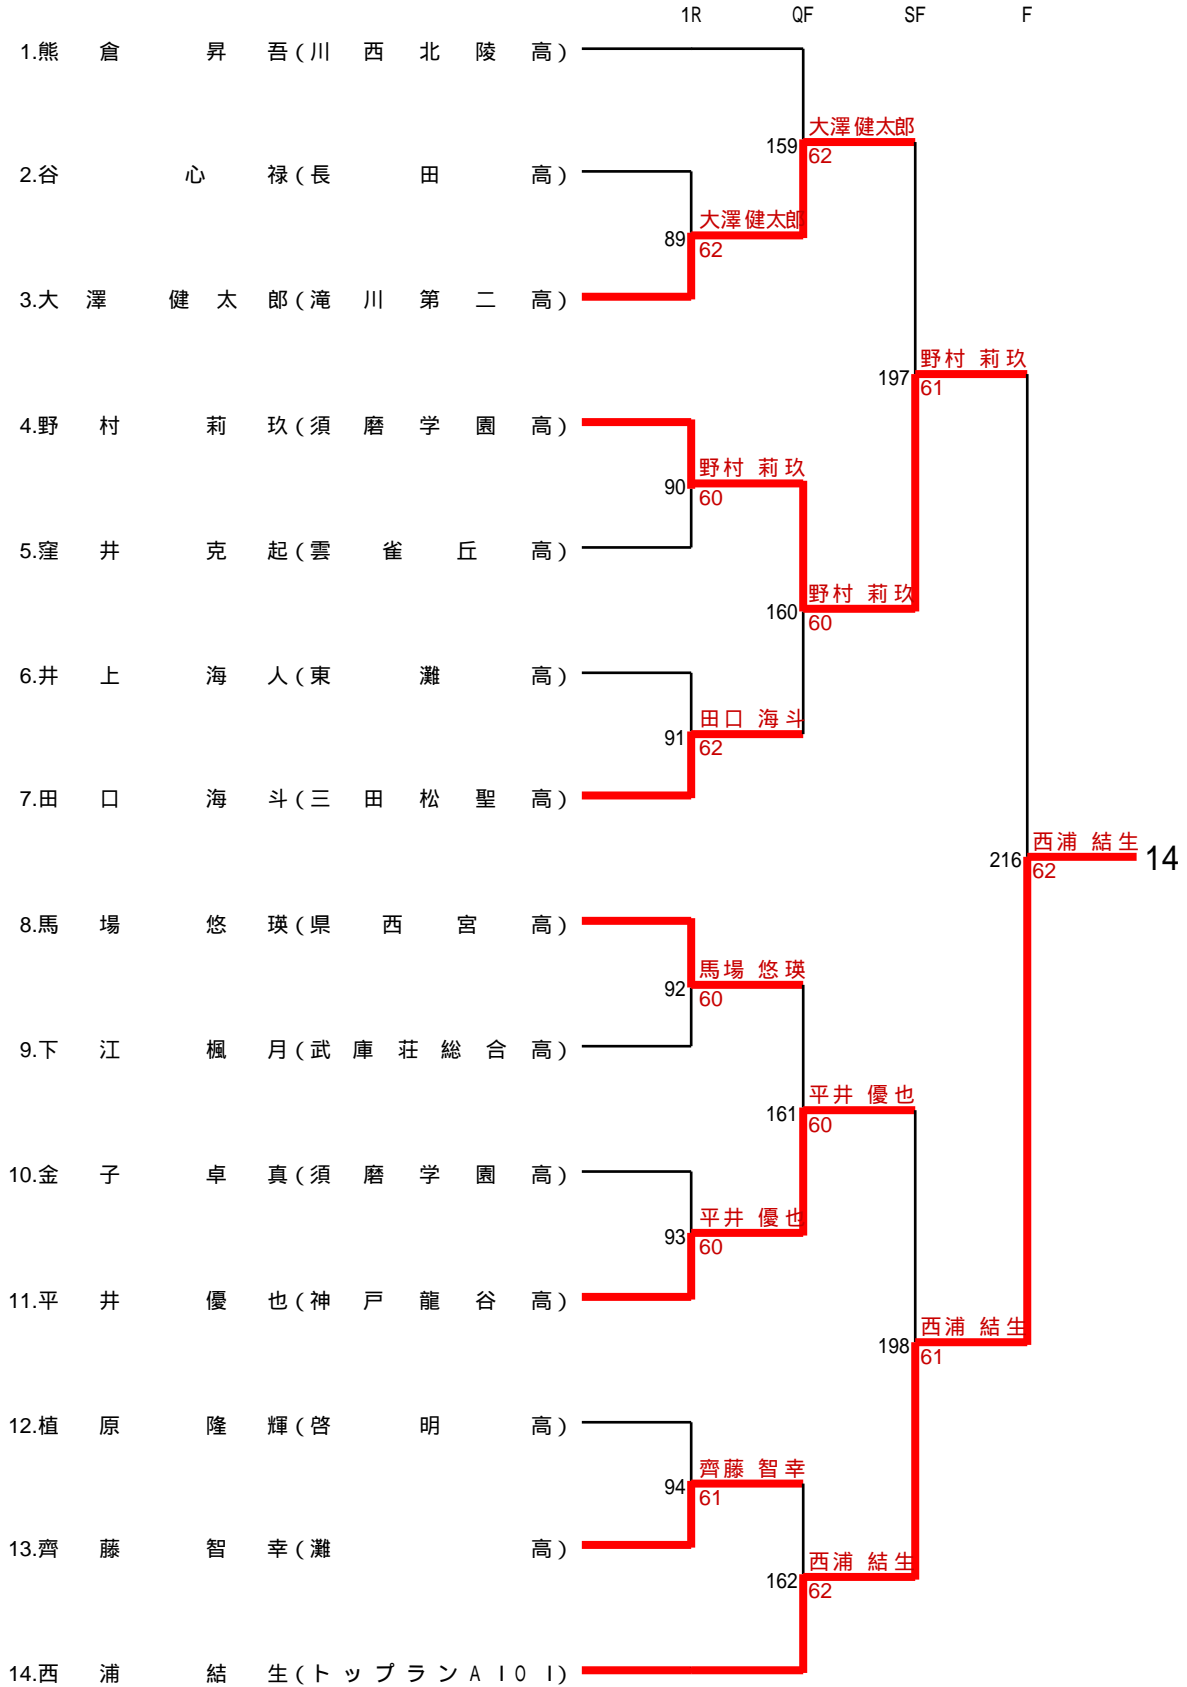 1R QF SF F
1.熊倉 昇吾(川西北陵高)
大澤健太郎
159
62
2.谷 心禄(長田高)
大澤健太郎
89
62
3.大澤 健太郎(滝川第二高)
野村 莉玖
197
61
4.野村 莉玖(須磨学園高)
野村 莉玖
90
60
5.窪井 克起(雲雀丘高)
野村 莉玖
160
60
6.井上 海人(東灘高)
田口 海斗
91
62
7.田口 海斗(三田松聖高)
西浦 結生
216
62
14
8.馬場 悠瑛(県西宮高)
馬場 悠瑛
92
60
9.下江 楓月(武庫荘総合高)
平井 優也
161
60
10.金子 卓真(須磨学園高)
平井 優也
93
60
11.平井 優也(神戸龍谷高)
西浦 結生
198
61
12.植原 隆輝(啓明高)
齊藤 智幸
94
61
13.齊藤 智幸(灘高)
西浦 結生
162
62
14.西浦 結生(トップランAIOI)